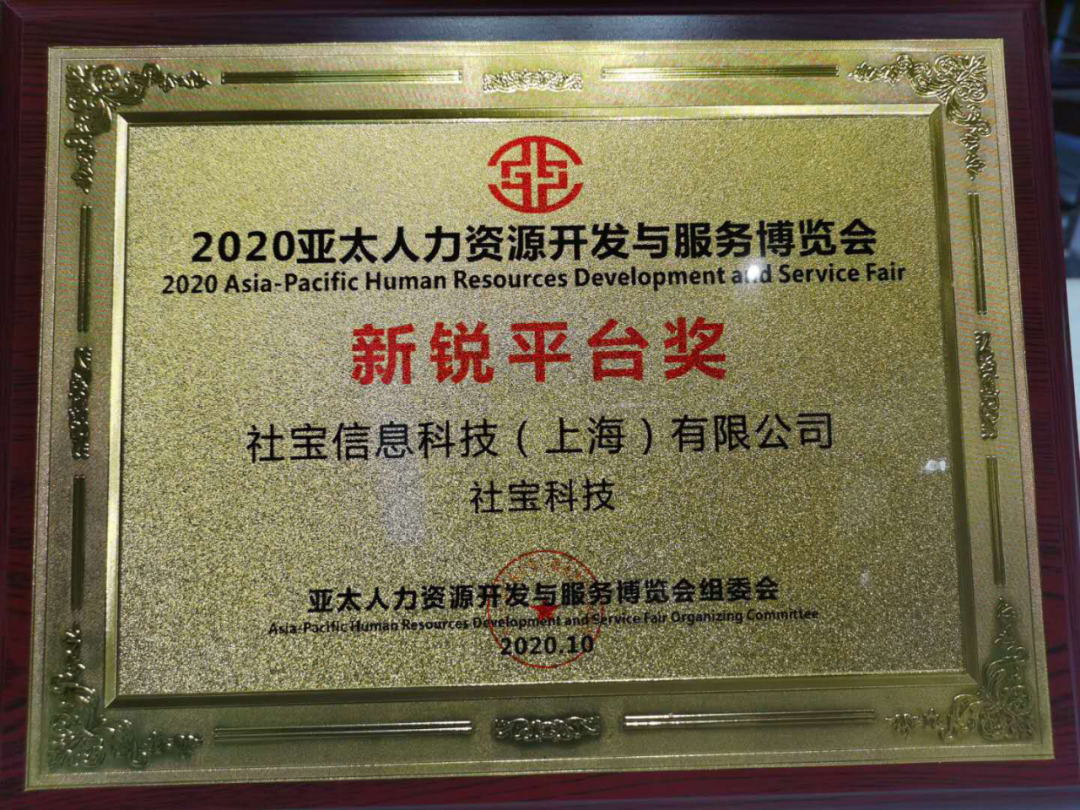 2020亚太人力资源开发与服务博览会
2020 Asia-Pacific Human Resources Development and Service Fair
新锐平台奖
社宝信息科技（上海）有限公司
社宝科技
亚太人力资源开发与服务博览会组委会
Asia-Pacific Human Resources Development and Service Fair Organizing Committee
2020.10